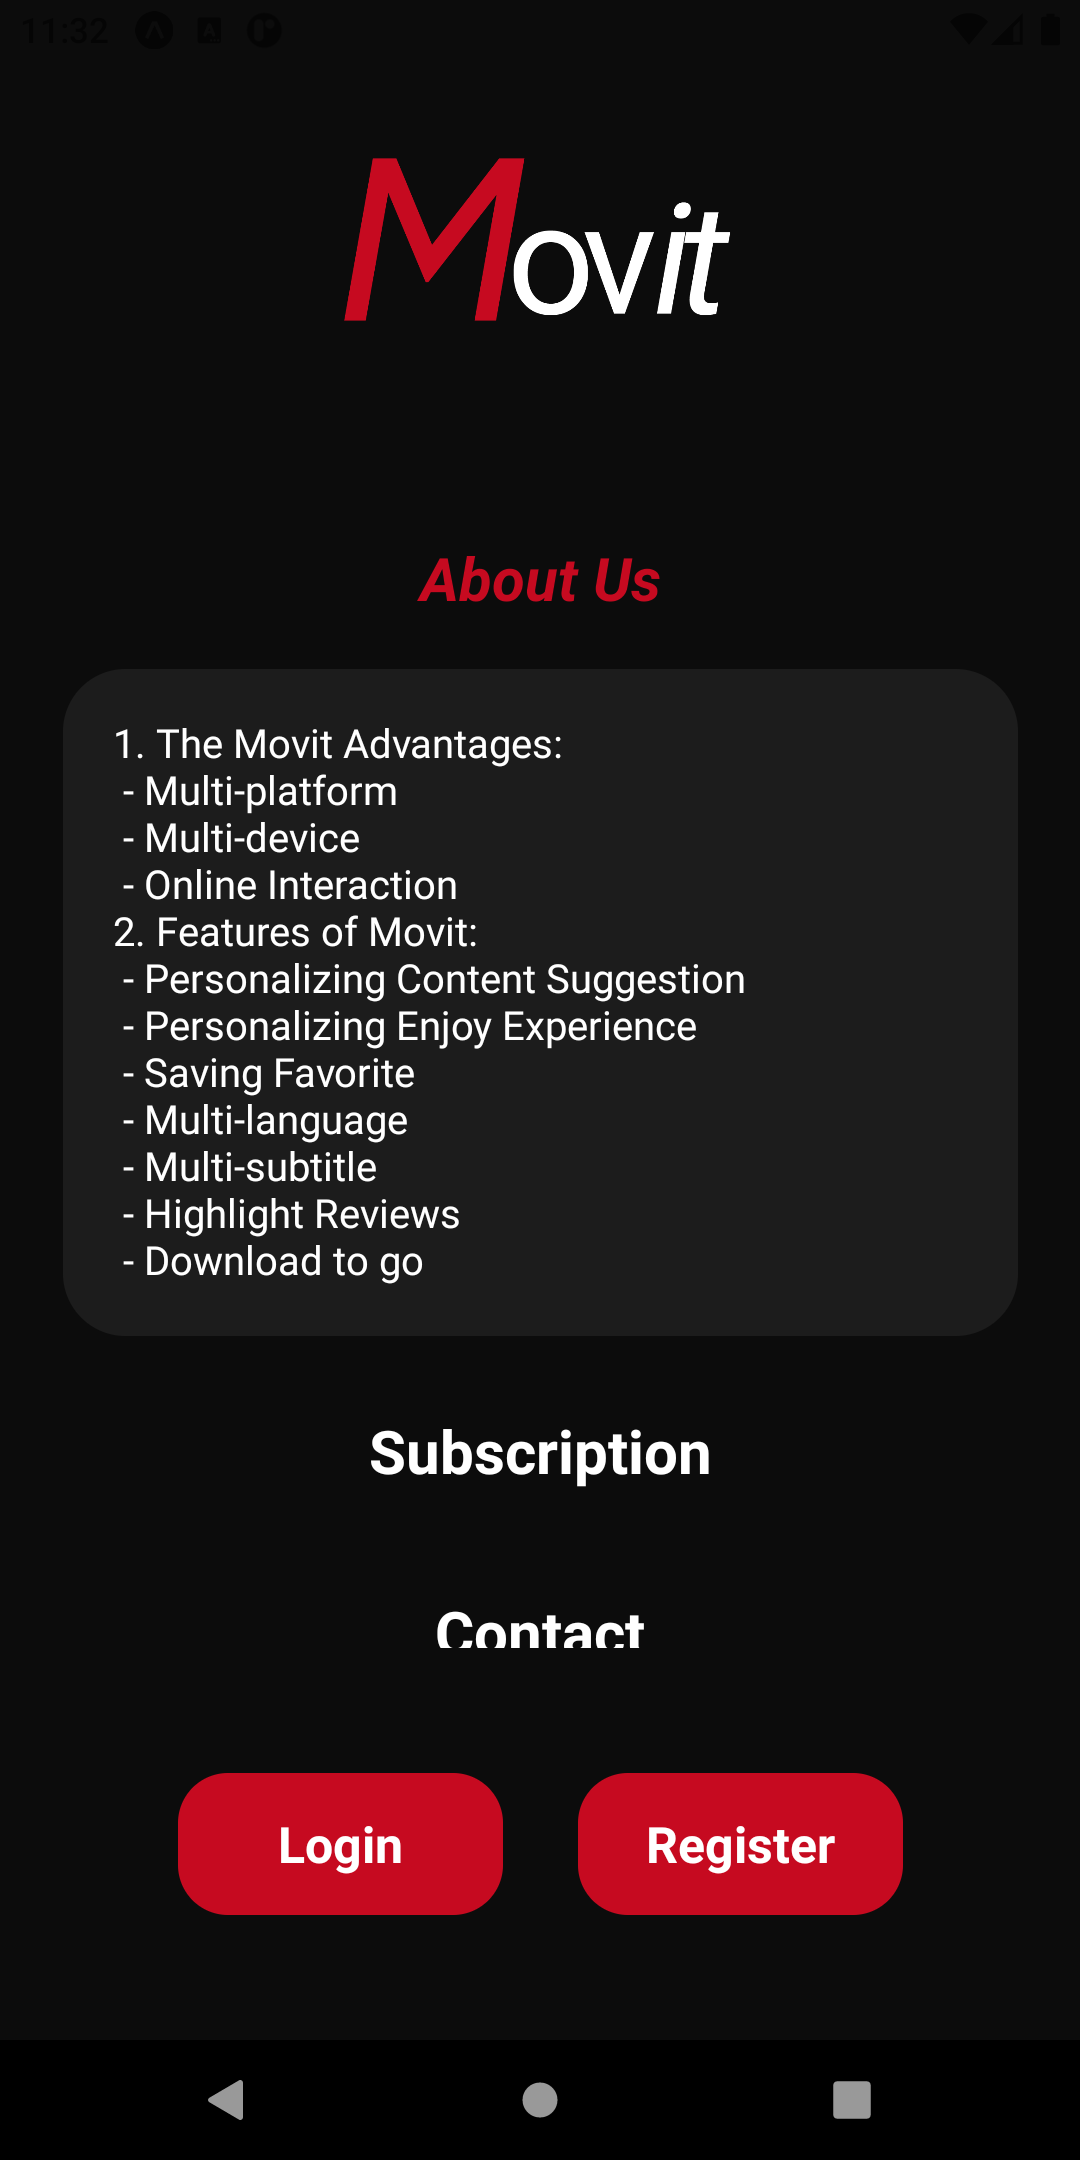 11:32
Movit
About Us
1. The Movit Advantages:
- Multi-platform
- Multi-device
- Online Interaction
2. Features of Movit:
- Personalizing Content Suggestion
- Personalizing Enjoy Experience
- Saving Favorite
- Multi-language
- Multi-subtitle
- Highlight Reviews
- Download to go
Subscription
Contact
Login
Register